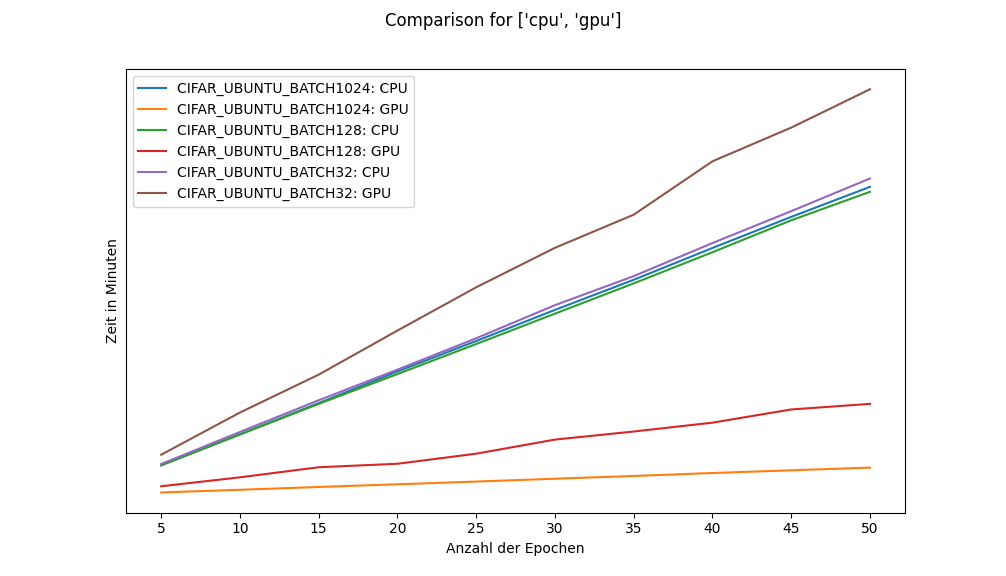 Comparison for ['cpu', 'gpu']
CIFAR_UBUNTU_BATCH1024: CPU
CIFAR_UBUNTU_BATCH1024: GPU
CIFAR_UBUNTU_BATCH128: CPU
CIFAR_UBUNTU_BATCH128: GPU
CIFAR_UBUNTU_BATCH32: CPU
CIFAR_UBUNTU_BATCH32: GPU
Zeit in Minuten
5 10 15 20 25 30 35 40 45 50
Anzahl der Epochen